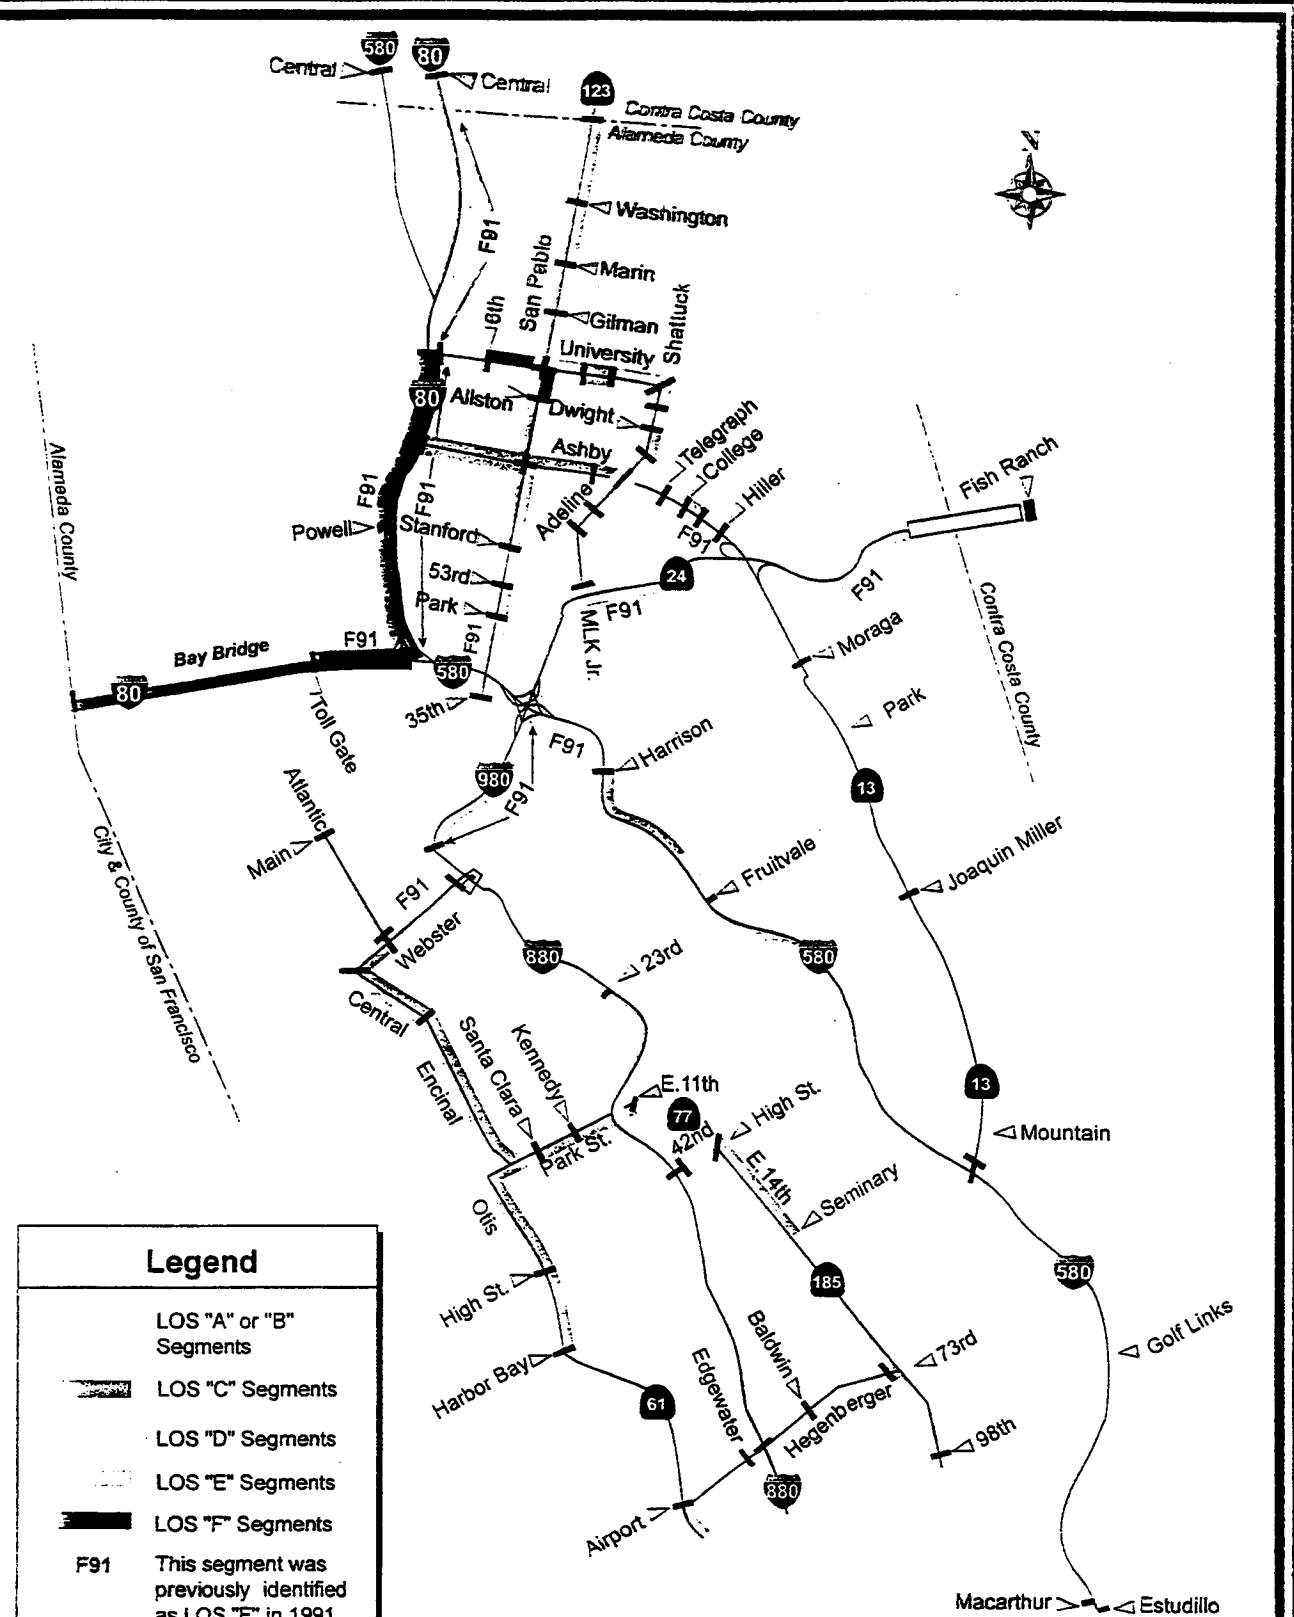 580
80
Central
Central
123
Contra Costa County
Alameda County
N
Washington
F91
San Pablo
Marin
Shattuck
16th
Gilman
University
80
Allston
Dwight
Telegraph
College
Ashby
Hiller
Fish Ranch
Alameda County
F91
F91
Powell
Stanford
Adeline
F91
24
53rd
F91
Park
F91
MLK Jr.
F91
Contra Costa County
Moraga
Bay Bridge
F91
580
80
35th
Park
Toll Gate
F91
Harrison
980
F91
13
Atlantic
Main
Joaquin Miller
Fruitvale
F91
City & County of San Francisco
Webster
880
23rd
580
Central
Santa Clara
Kennedy
Encinal
E.11th
77
High St.
13
42nd
Mountain
Park St.
E.14th
Seminary
Otis
580
185
High St.
Golf Links
Baldwin
73rd
Harbor Bay
Edgewater
61
Hegenberger
98th
880
Airport
Macarthur
Estudillo
Legend
LOS "A" or "B"
Segments
LOS "C" Segments
LOS "D" Segments
LOS "E" Segments
LOS "F" Segments
F91 This segment was
previously identified
as LOS "F" in 1991